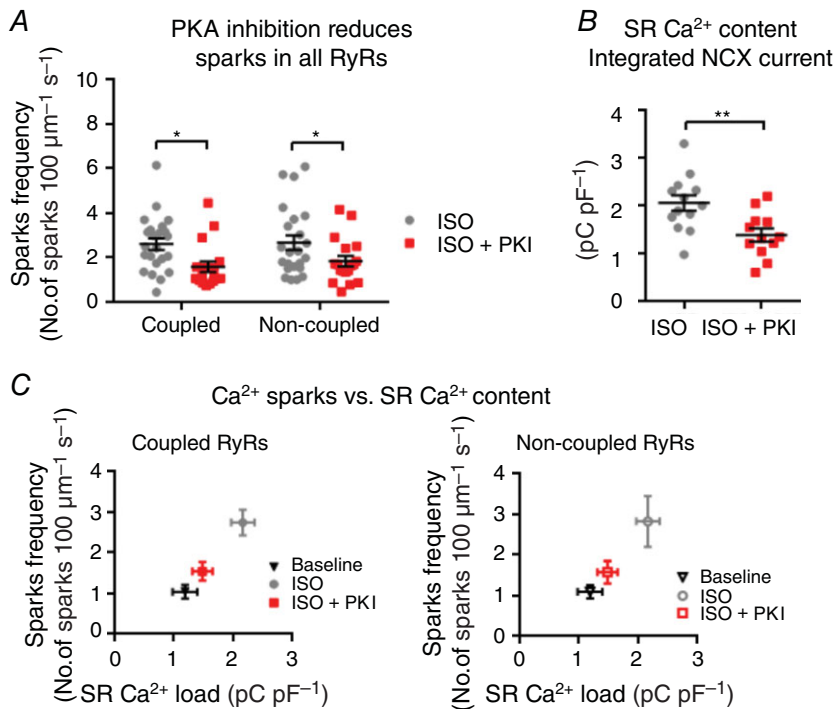 A
PKA inhibition reduces
sparks in all RyRs
Sparks frequency
(No.of sparks 100 µm⁻¹ s⁻¹)
10
8
6
4
2
0
*
*
Coupled
Non-coupled
ISO
ISO + PKI
B
SR Ca²⁺ content
Integrated NCX current
(pC pF⁻¹)
4
3
2
1
0
**
ISO
ISO + PKI
C
Ca²⁺ sparks vs. SR Ca²⁺ content
Coupled RyRs
Sparks frequency
(No.of sparks 100 µm⁻¹ s⁻¹)
4
3
2
1
0
Baseline
ISO
ISO + PKI
0 1 2 3
SR Ca²⁺ load (pC pF⁻¹)
Non-coupled RyRs
Sparks frequency
(No.of sparks 100 µm⁻¹ s⁻¹)
4
3
2
1
0
Baseline
ISO
ISO + PKI
0 1 2 3
SR Ca²⁺ load (pC pF⁻¹)